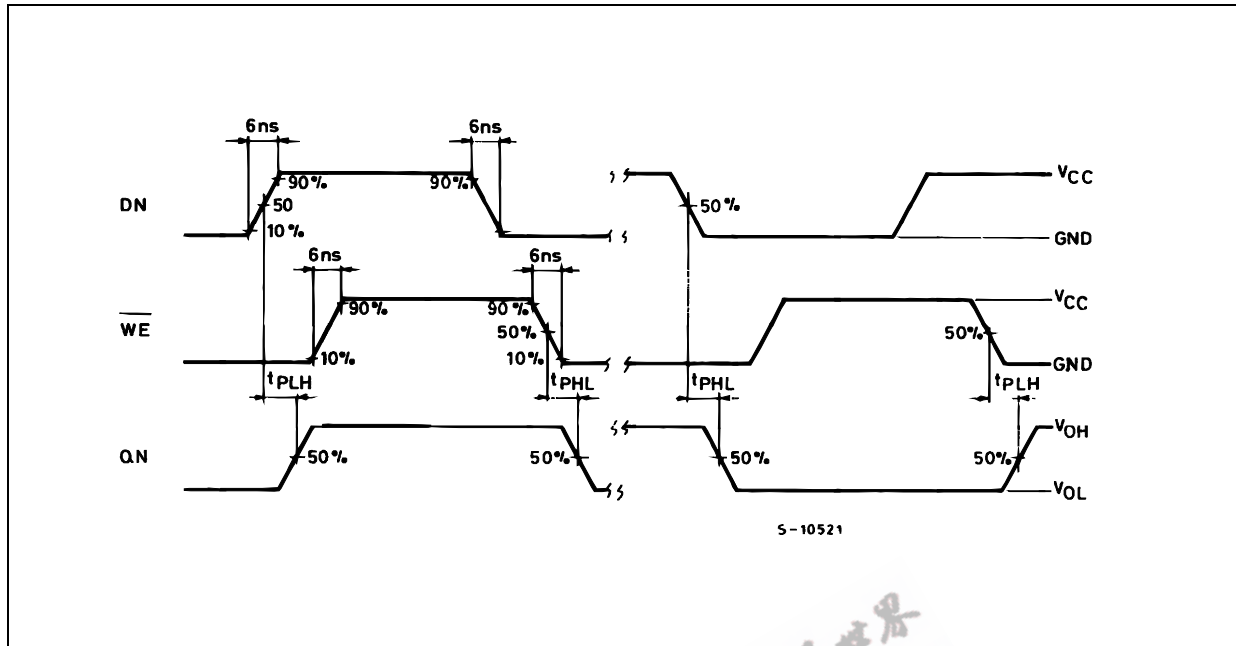 6ns 6ns
90% 90% VCC
DN 50 50%
10% GND
6ns 6ns
90% 90% VCC
WE 50% 50%
10% 10% GND
tPLH tPHL tPHL tPLH
VOH
QN 50% 50% 50% 50%
VOL
S-10521